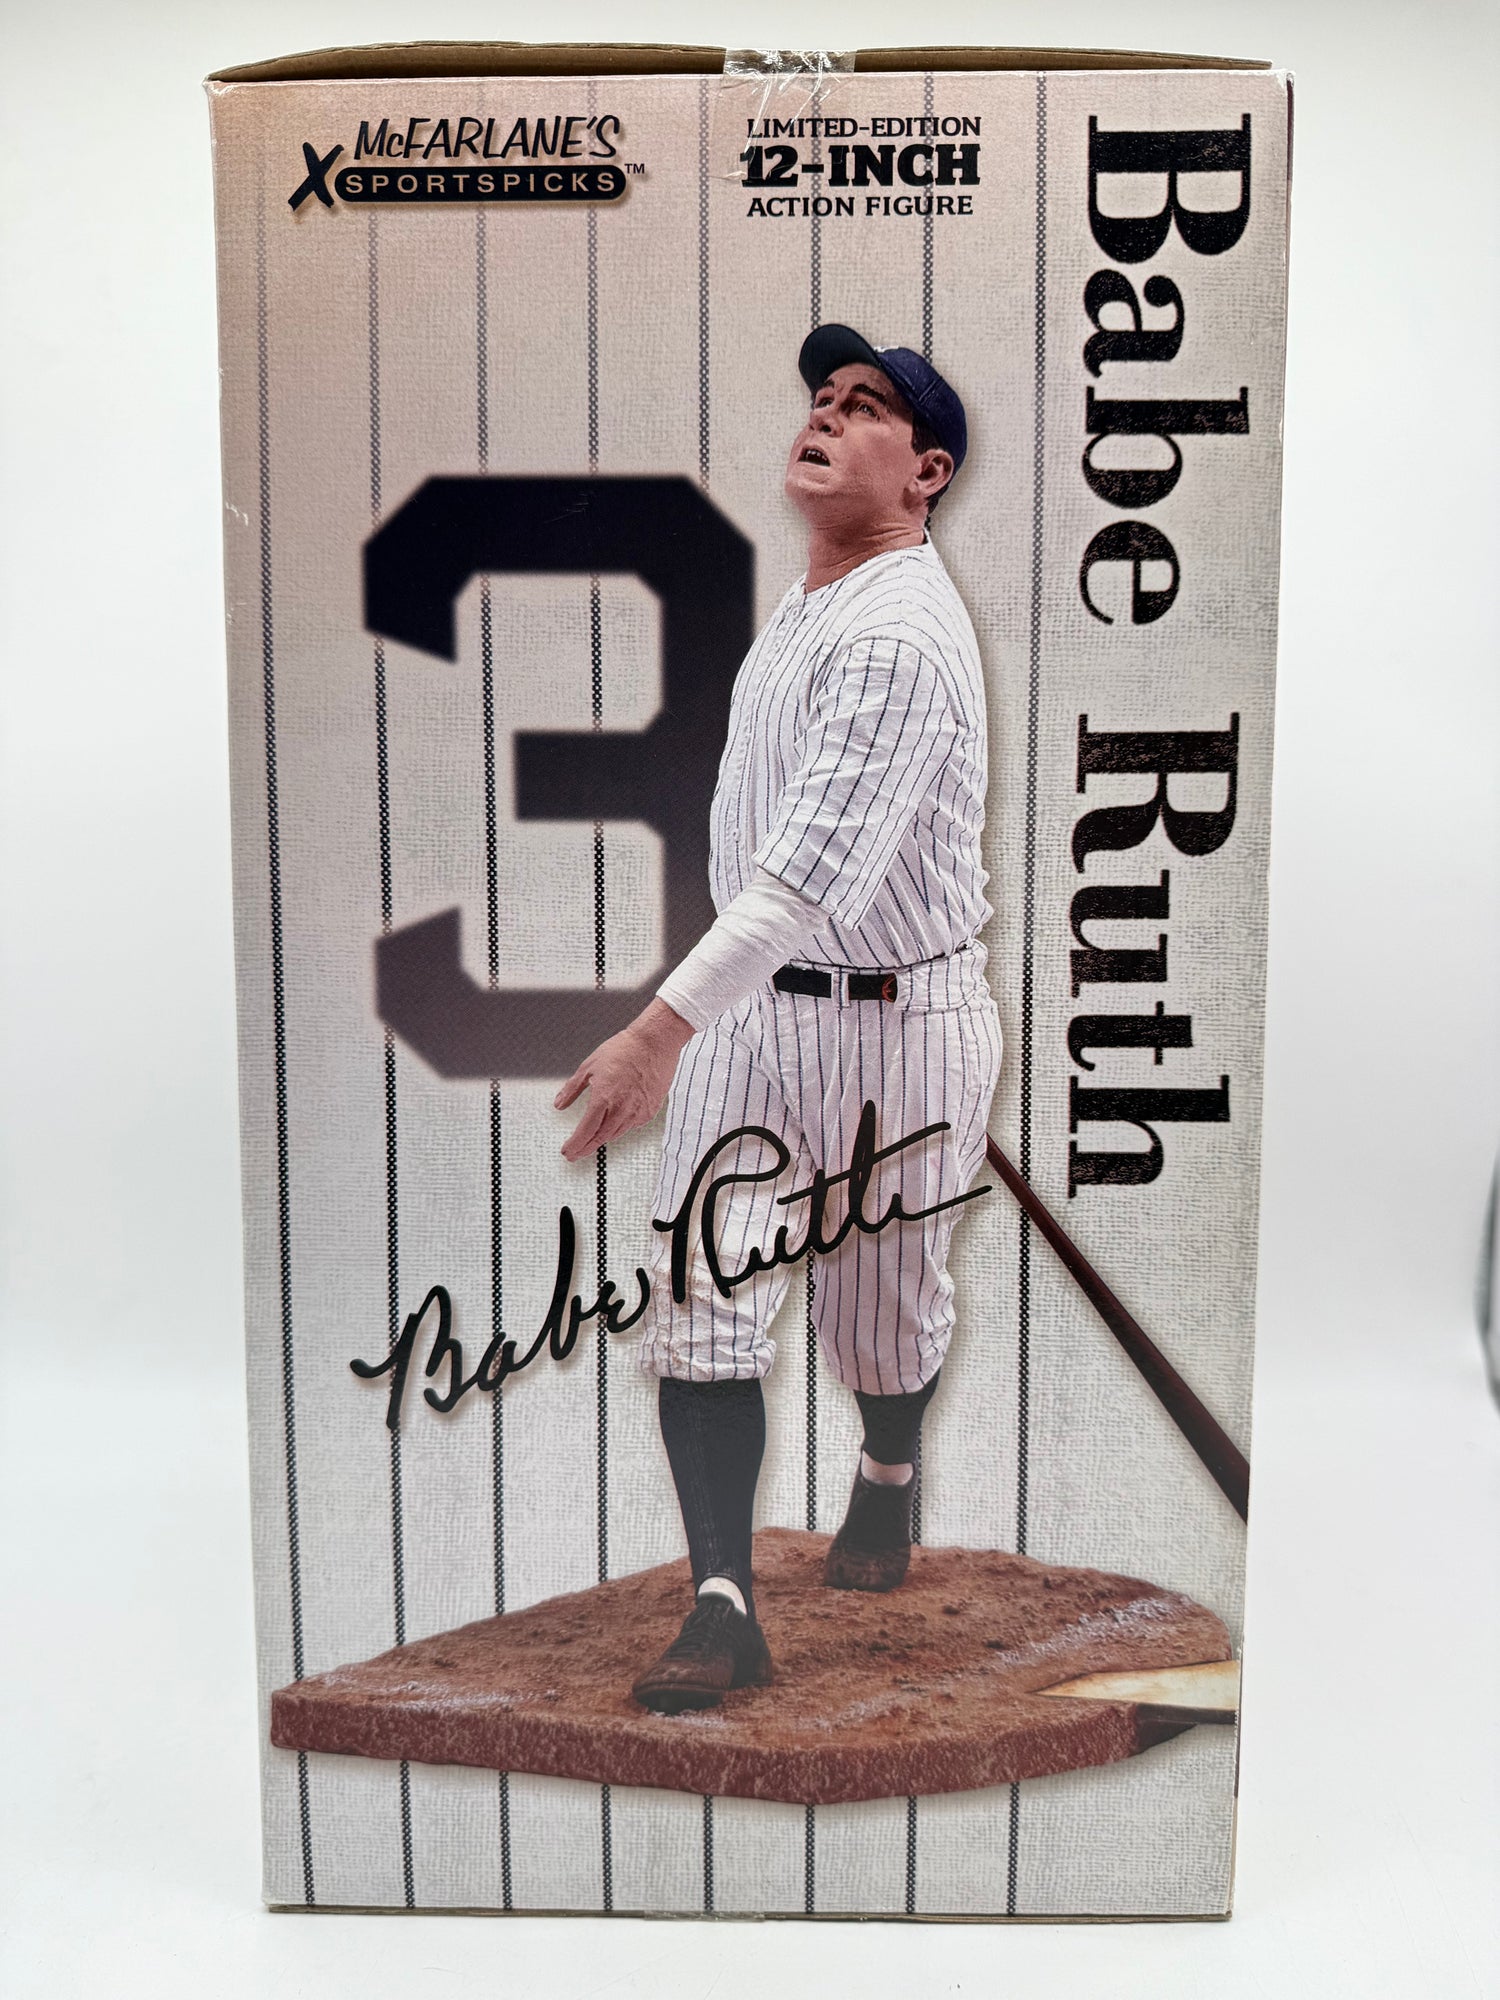 McFARLANE'S
SPORTSPICKS™
LIMITED-EDITION
12-INCH
ACTION FIGURE
Babe Ruth
3
Babe Ruth